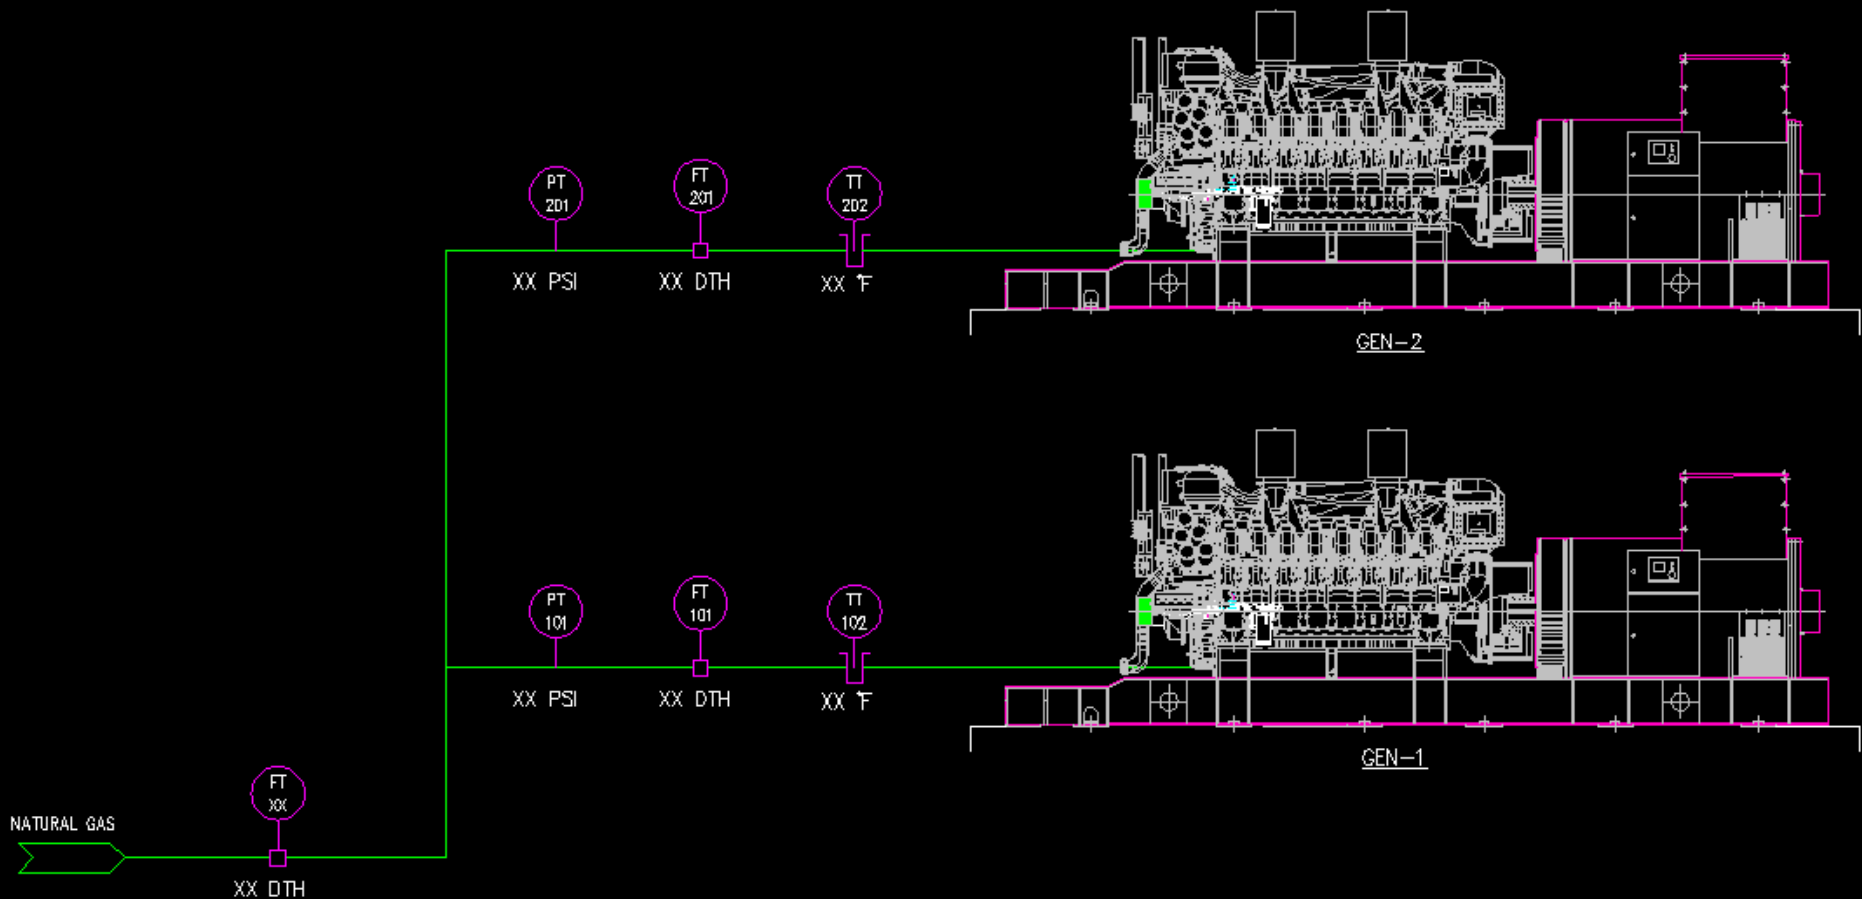 PT
201
FT
201
TT
202
XX PSI
XX DTH
XX °F
GEN-2
PT
101
FT
101
TT
102
XX PSI
XX DTH
XX °F
GEN-1
FT
XX
NATURAL GAS
XX DTH